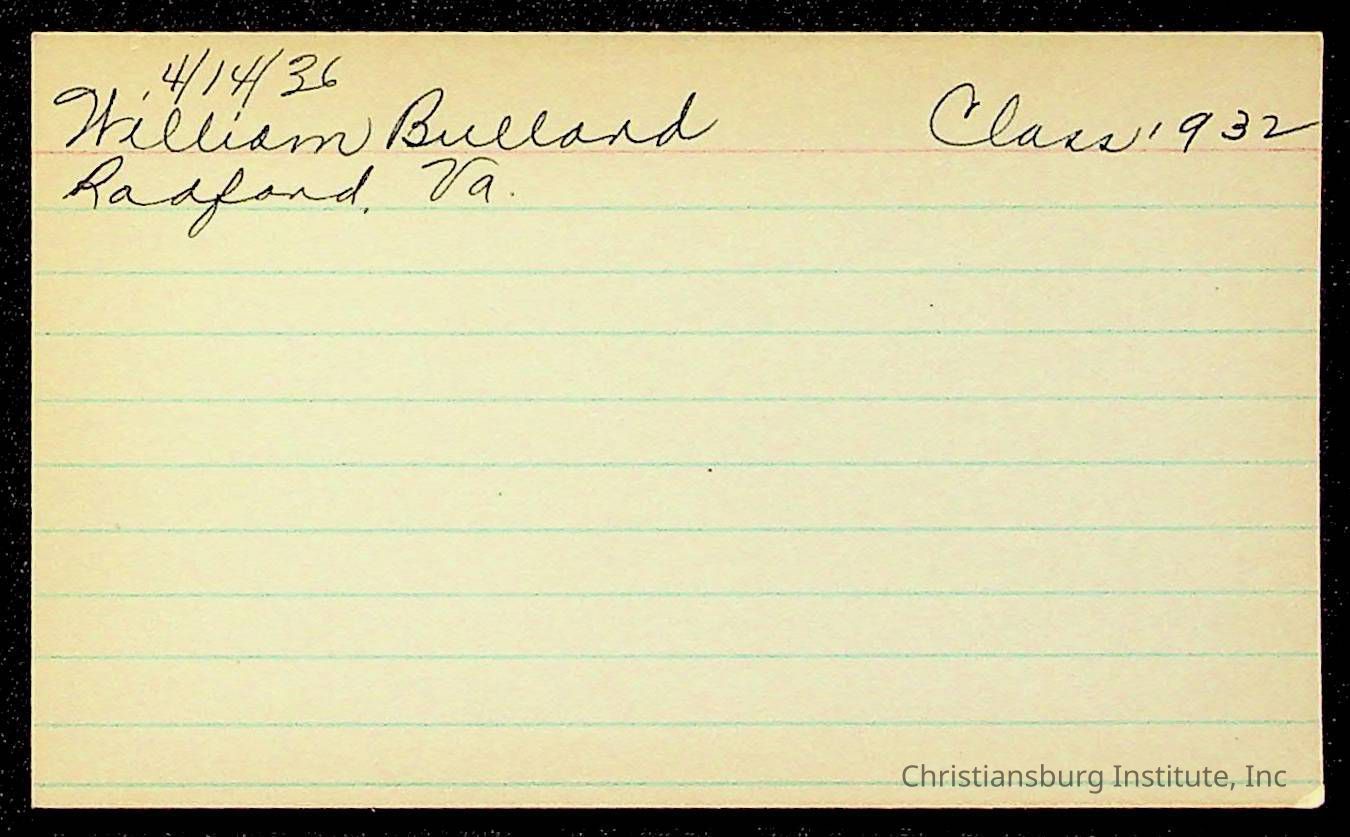 4/14/36
William Bullard Class 1932
Radford, Va.
Christiansburg Institute, Inc